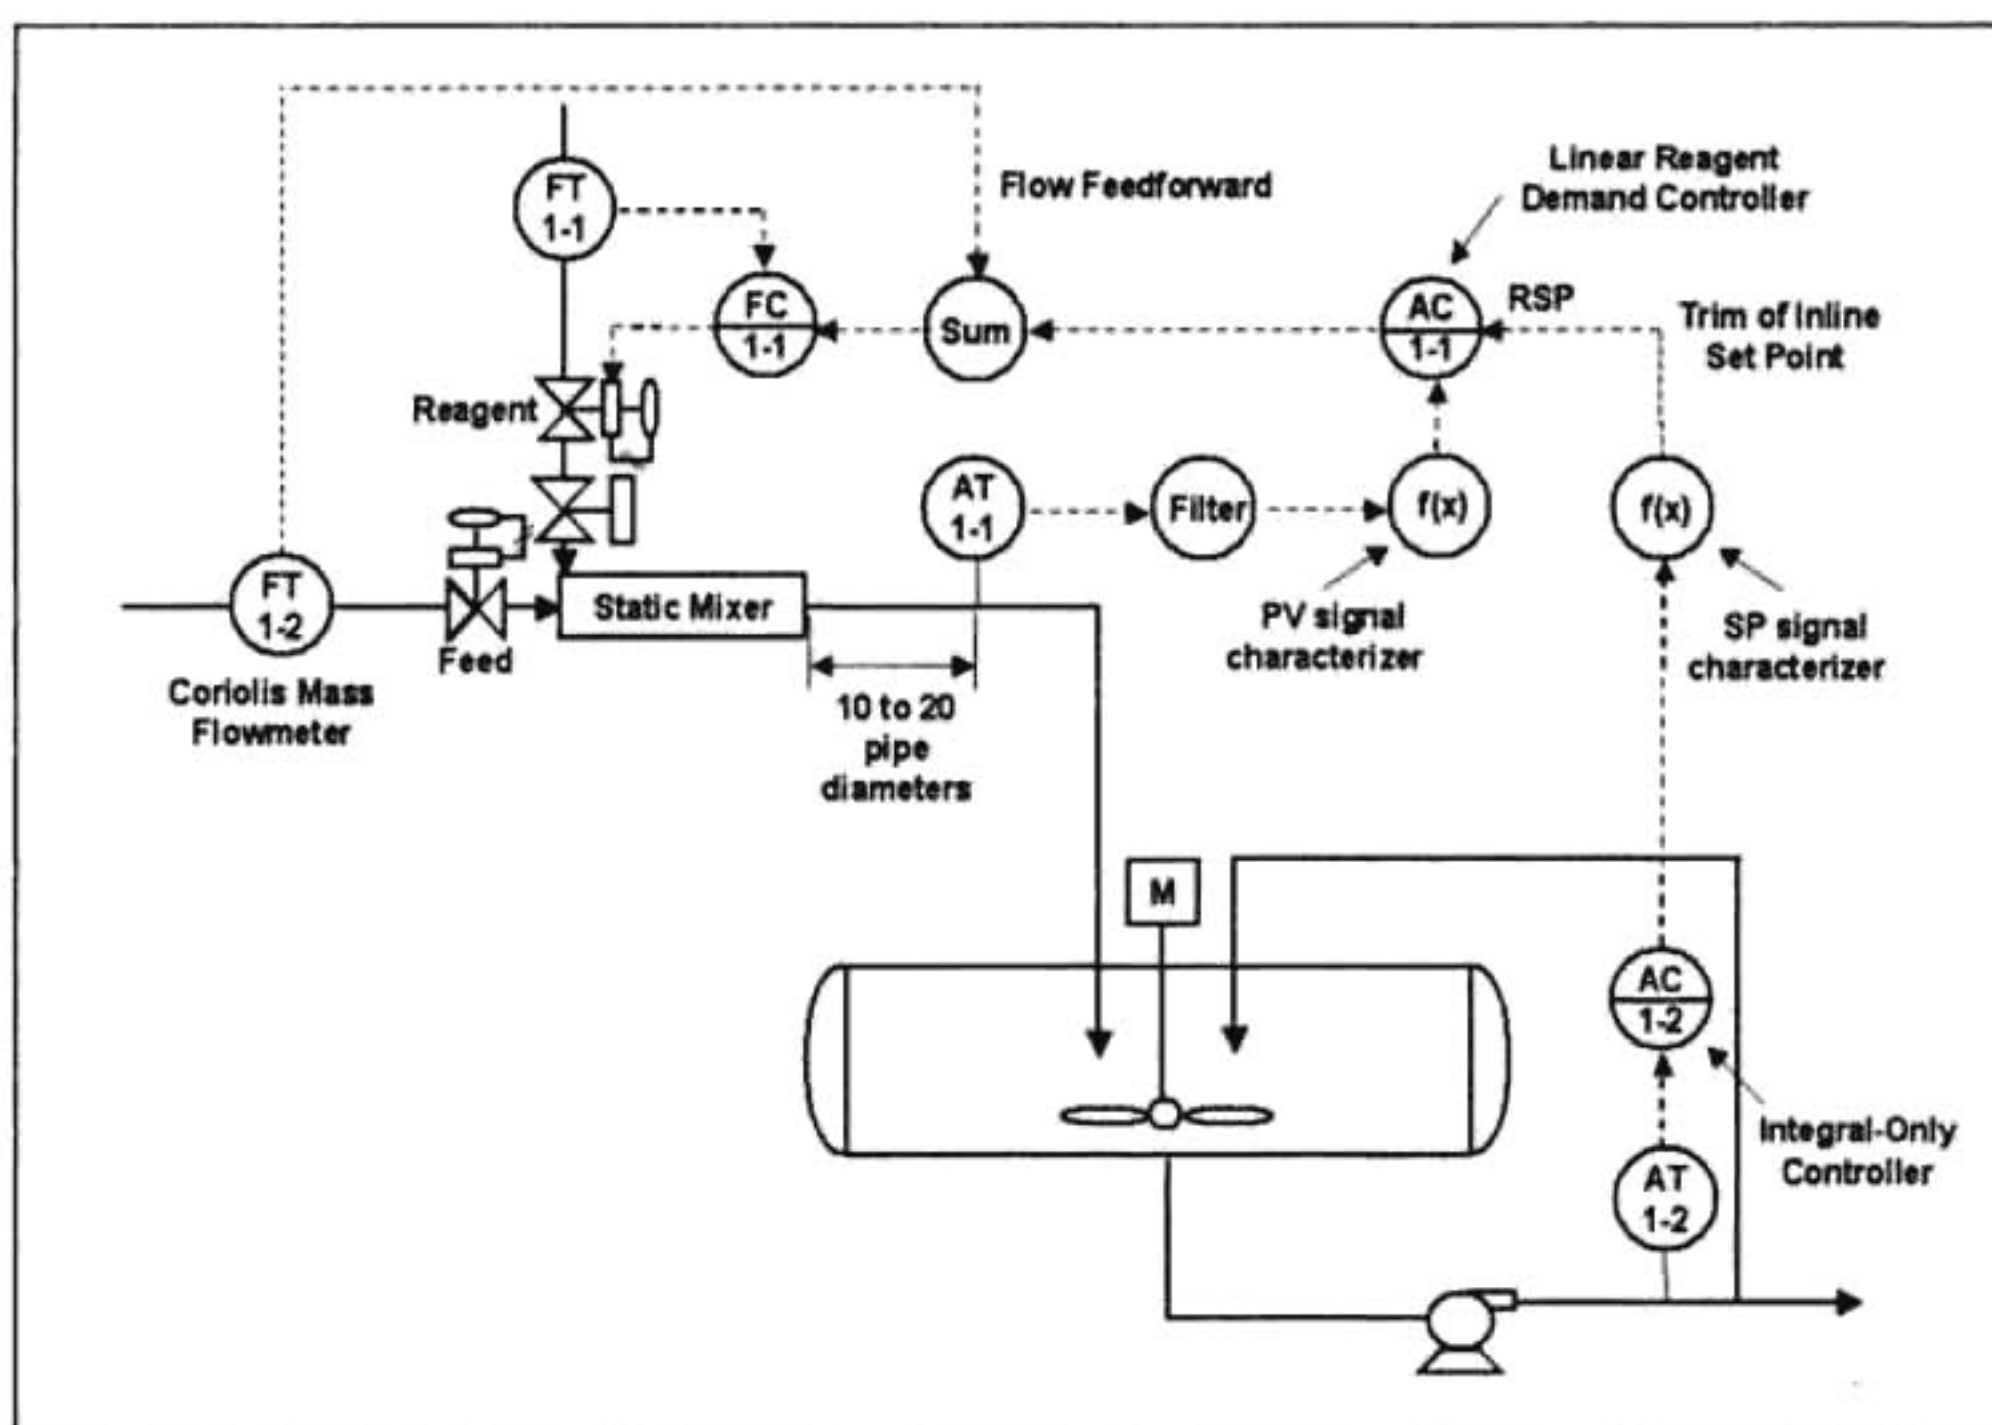 FT
1-1
Flow Feedforward
Linear Reagent
Demand Controller
FC
1-1
Sum
AC
1-1
RSP
Trim of Inline
Set Point
Reagent
AT
1-1
Filter
f(x)
f(x)
FT
1-2
Static Mixer
Feed
PV signal
characterizer
SP signal
characterizer
Coriolis Mass
Flowmeter
10 to 20
pipe
diameters
M
AC
1-2
Integral-Only
Controller
AT
1-2